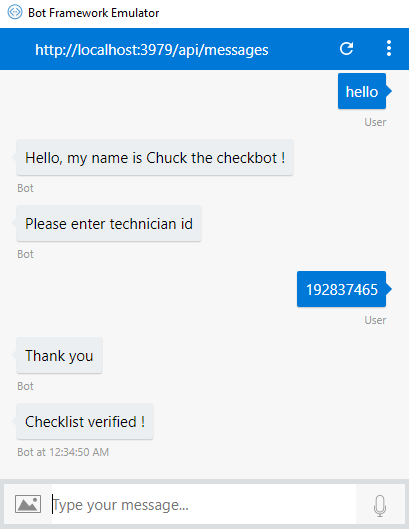 Bot Framework Emulator
http://localhost:3979/api/messages
hello
User
Hello, my name is Chuck the checkbot !
Bot
Please enter technician id
Bot
192837465
User
Thank you
Bot
Checklist verified !
Bot at 12:34:50 AM
Type your message...